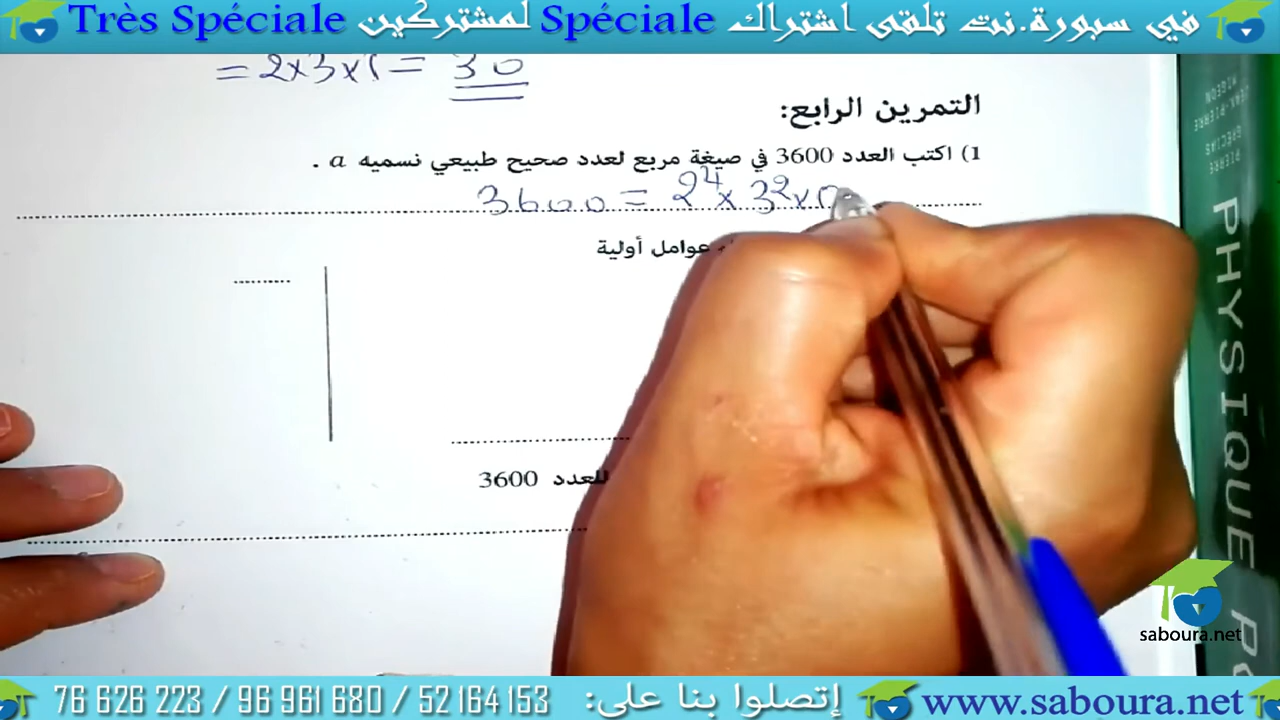 في سبورة.نت تلقى اشتراك Spéciale لمشتركين Très Spéciale
= 2x3x5 = 30
التمرين الرابع:
1) اكتب العدد 3600 في صيغة مربع لعدد صحيح طبيعي نسميه a .
3600 = 2⁴ x 3² x
عوامل أولية
للعدد 3600
PHYSIQUE
saboura.net
76 626 223 / 96 961 680 / 52 164 153 إتصلوا بنا على: www.saboura.net